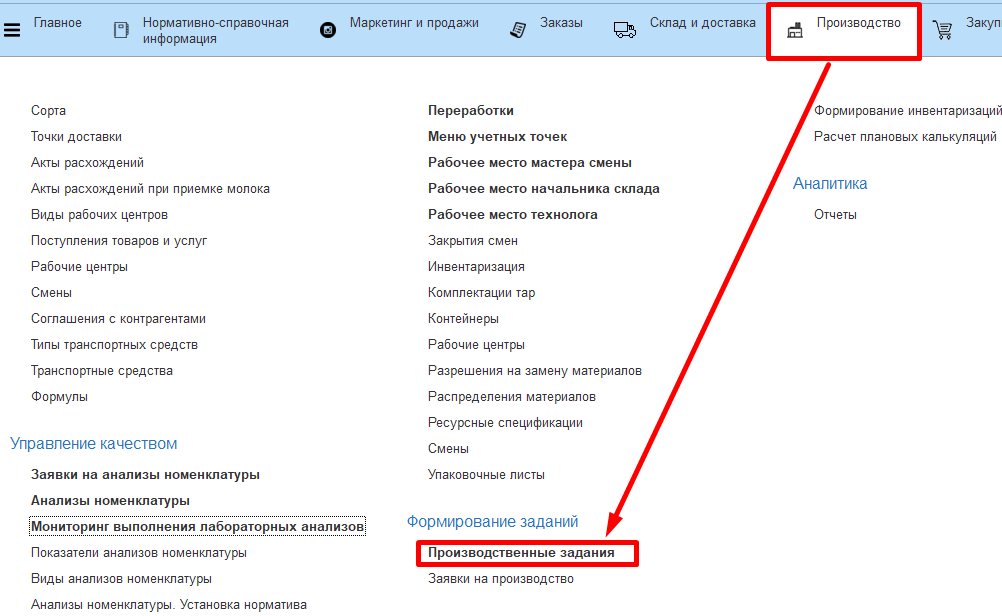 Главное
Нормативно-справочная
информация
Маркетинг и продажи
Заказы
Склад и доставка
Производство
Закуп
Сорта
Точки доставки
Акты расхождений
Акты расхождений при приемке молока
Виды рабочих центров
Поступления товаров и услуг
Рабочие центры
Смены
Соглашения с контрагентами
Типы транспортных средств
Транспортные средства
Формулы
Управление качеством
Заявки на анализы номенклатуры
Анализы номенклатуры
Мониторинг выполнения лабораторных анализов
Показатели анализов номенклатуры
Виды анализов номенклатуры
Анализы номенклатуры. Установка норматива
Переработки
Меню учетных точек
Рабочее место мастера смены
Рабочее место начальника склада
Рабочее место технолога
Закрытия смен
Инвентаризация
Комплектации тар
Контейнеры
Рабочие центры
Разрешения на замену материалов
Распределения материалов
Ресурсные спецификации
Смены
Упаковочные листы
Формирование заданий
Производственные задания
Заявки на производство
Формирование инвентаризаций
Расчет плановых калькуляций
Аналитика
Отчеты